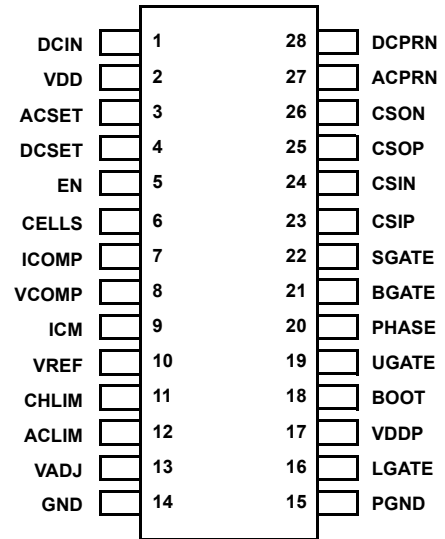 DCIN 1 28 DCPRN
VDD 2 27 ACPRN
ACSET 3 26 CSON
DCSET 4 25 CSOP
EN 5 24 CSIN
CELLS 6 23 CSIP
ICOMP 7 22 SGATE
VCOMP 8 21 BGATE
ICM 9 20 PHASE
VREF 10 19 UGATE
CHLIM 11 18 BOOT
ACLIM 12 17 VDDP
VADJ 13 16 LGATE
GND 14 15 PGND